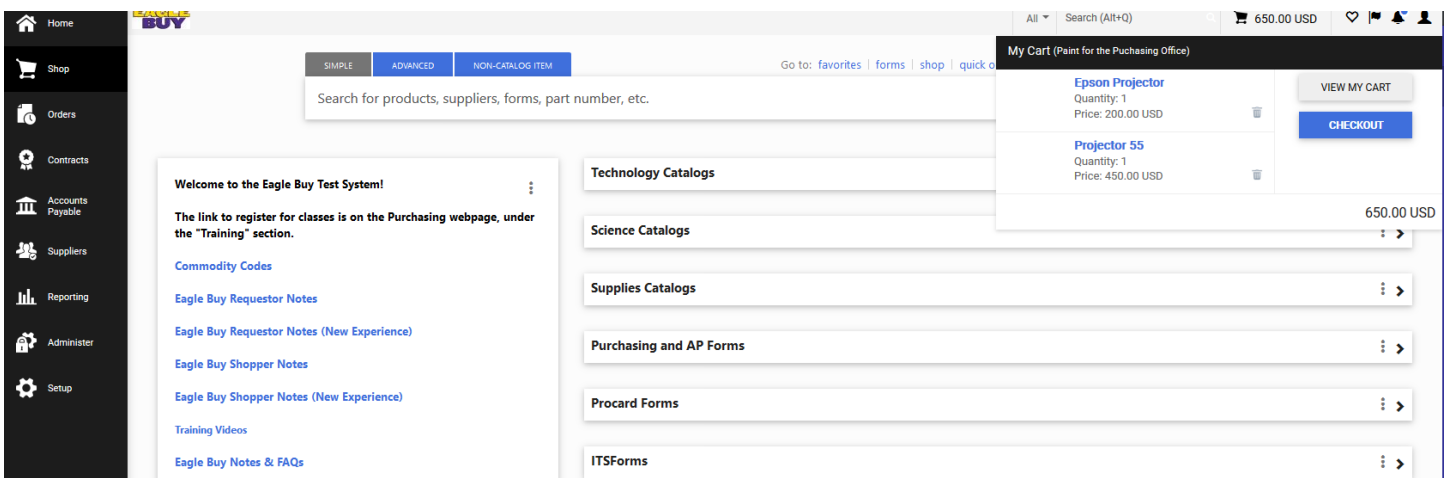 Home
EAGLE
BUY
All
Search (Alt+Q)
650.00 USD
Shop
Orders
Contracts
Accounts
Payable
Suppliers
Reporting
Administer
Setup
SIMPLE
ADVANCED
NON-CATALOG ITEM
Go to: favorites | forms | shop | quick o
Search for products, suppliers, forms, part number, etc.
My Cart (Paint for the Puchasing Office)
Epson Projector
Quantity: 1
Price: 200.00 USD
Projector 55
Quantity: 1
Price: 450.00 USD
VIEW MY CART
CHECKOUT
650.00 USD
Welcome to the Eagle Buy Test System!
The link to register for classes is on the Purchasing webpage, under
the "Training" section.
Commodity Codes
Eagle Buy Requestor Notes
Eagle Buy Requestor Notes (New Experience)
Eagle Buy Shopper Notes
Eagle Buy Shopper Notes (New Experience)
Training Videos
Eagle Buy Notes & FAQs
Technology Catalogs
Science Catalogs
Supplies Catalogs
Purchasing and AP Forms
Procard Forms
ITSForms